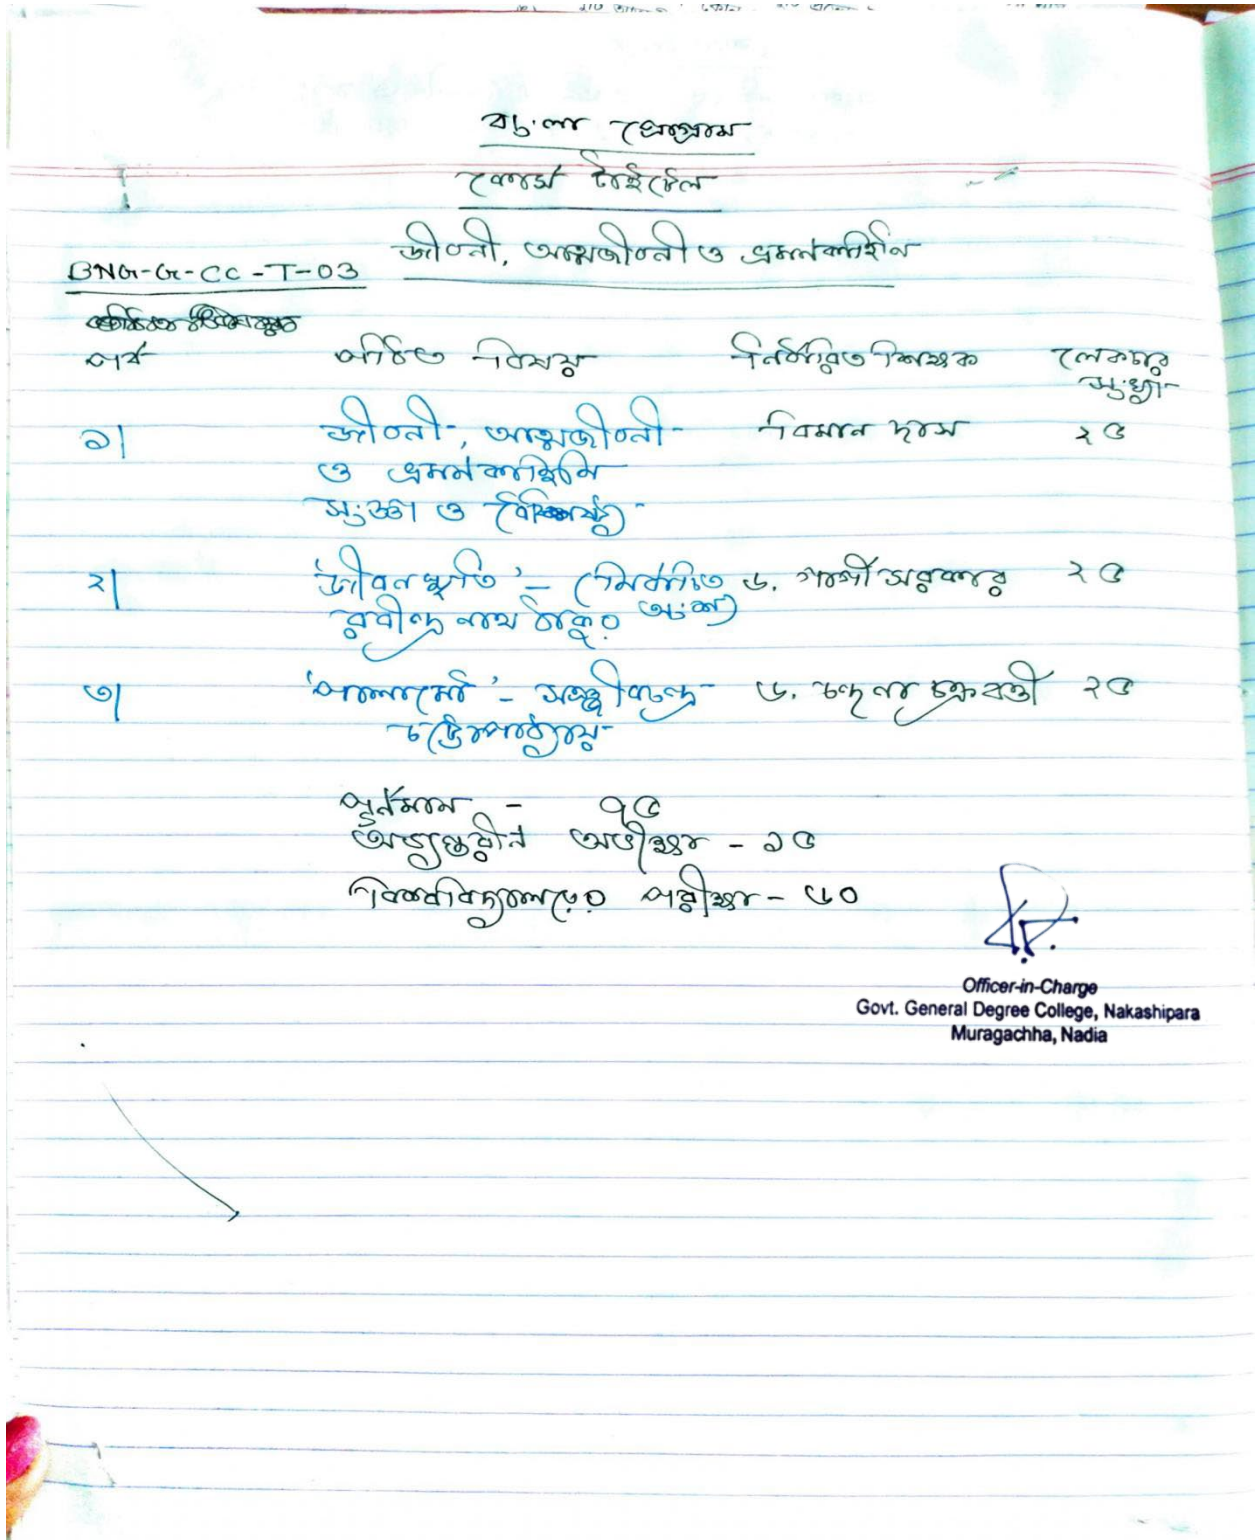 বাংলা প্রোগ্রাম
কোর্স টাইটেল
জীবনী, আত্মজীবনী ও ভ্রমণকাহিনি
BNG-G-CC-T-03
পর্ব পঠিত বিষয় নির্ধারিত শিক্ষক লেকচার
সংখ্যা
১| জীবনী, আত্মজীবনী বিমান দাস ২৫
ও ভ্রমণকাহিনি
সংজ্ঞা ও বৈশিষ্ট্য
২| 'জীবনস্মৃতি' – (নির্বাচিত ড. গার্গী সরকার ২৫
রবীন্দ্র নাথ ঠাকুর অংশ)
৩| 'পালামৌ' – সঞ্জীবচন্দ্র ড. চন্দনা চক্রবর্তী ২৫
চট্টোপাধ্যায়
পূর্ণমান – ৭৫
অভ্যন্তরীন অভীক্ষা – ১৫
বিশ্ববিদ্যালয়ের পরীক্ষা – ৬০
Officer-in-Charge
Govt. General Degree College, Nakashipara
Muragachha, Nadia